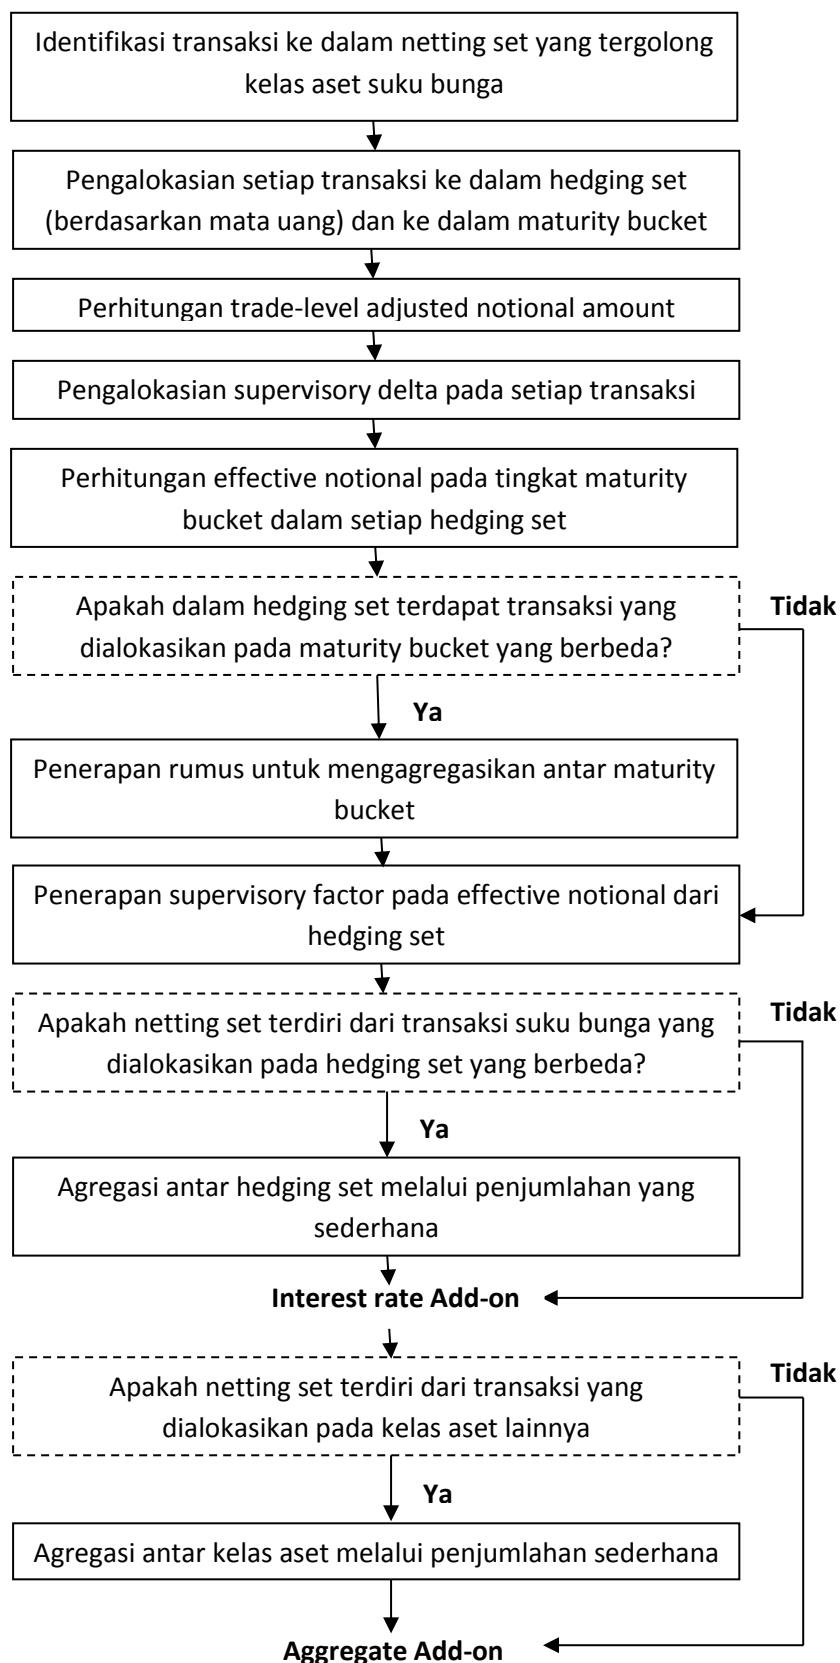 Identifikasi transaksi ke dalam netting set yang tergolong
kelas aset suku bunga
Pengalokasian setiap transaksi ke dalam hedging set
(berdasarkan mata uang) dan ke dalam maturity bucket
Perhitungan trade-level adjusted notional amount
Pengalokasian supervisory delta pada setiap transaksi
Perhitungan effective notional pada tingkat maturity
bucket dalam setiap hedging set
Apakah dalam hedging set terdapat transaksi yang
dialokasikan pada maturity bucket yang berbeda?
Tidak
Ya
Penerapan rumus untuk mengagregasikan antar maturity
bucket
Penerapan supervisory factor pada effective notional dari
hedging set
Apakah netting set terdiri dari transaksi suku bunga yang
dialokasikan pada hedging set yang berbeda?
Tidak
Ya
Agregasi antar hedging set melalui penjumlahan yang
sederhana
Interest rate Add-on
Apakah netting set terdiri dari transaksi yang
dialokasikan pada kelas aset lainnya
Tidak
Ya
Agregasi antar kelas aset melalui penjumlahan sederhana
Aggregate Add-on